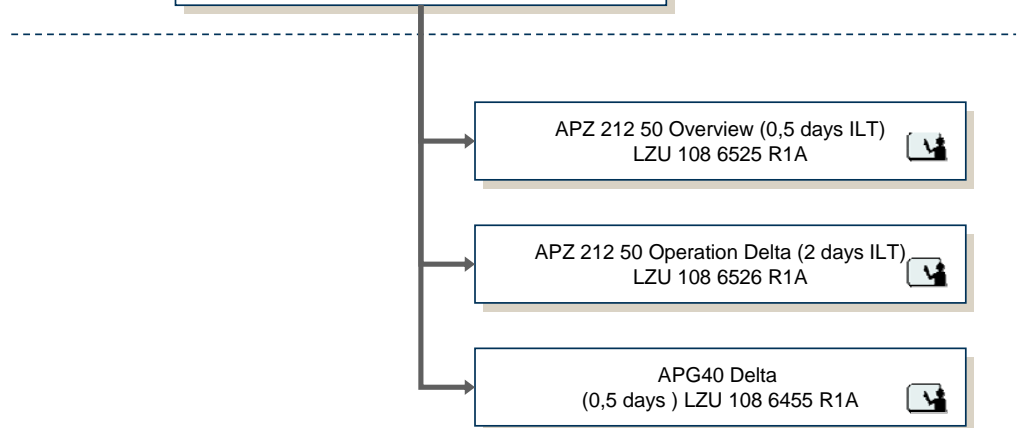 APZ 212 50 Overview (0,5 days ILT)
LZU 108 6525 R1A
APZ 212 50 Operation Delta (2 days ILT)
LZU 108 6526 R1A
APG40 Delta
(0,5 days ) LZU 108 6455 R1A